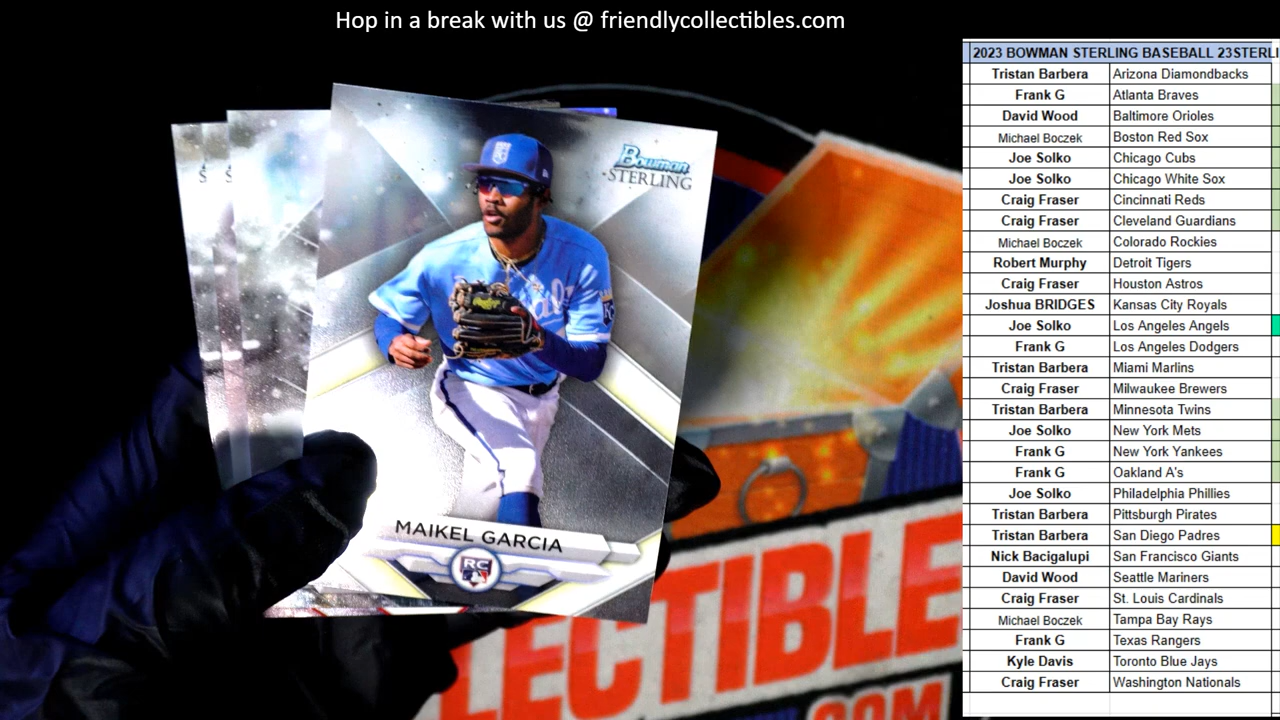 Hop in a break with us @ friendlycollectibles.com
2023 BOWMAN STERLING BASEBALL 23STERLI
Tristan Barbera Arizona Diamondbacks
Frank G Atlanta Braves
David Wood Baltimore Orioles
Michael Boczek Boston Red Sox
Joe Solko Chicago Cubs
Joe Solko Chicago White Sox
Craig Fraser Cincinnati Reds
Craig Fraser Cleveland Guardians
Michael Boczek Colorado Rockies
Robert Murphy Detroit Tigers
Craig Fraser Houston Astros
Joshua BRIDGES Kansas City Royals
Joe Solko Los Angeles Angels
Frank G Los Angeles Dodgers
Tristan Barbera Miami Marlins
Craig Fraser Milwaukee Brewers
Tristan Barbera Minnesota Twins
Joe Solko New York Mets
Frank G New York Yankees
Frank G Oakland A's
Joe Solko Philadelphia Phillies
Tristan Barbera Pittsburgh Pirates
Tristan Barbera San Diego Padres
Nick Bacigalupi San Francisco Giants
David Wood Seattle Mariners
Craig Fraser St. Louis Cardinals
Michael Boczek Tampa Bay Rays
Frank G Texas Rangers
Kyle Davis Toronto Blue Jays
Craig Fraser Washington Nationals
Bowman
STERLING
KC
MAIKEL GARCIA
RC
ECTIBLE
.COM